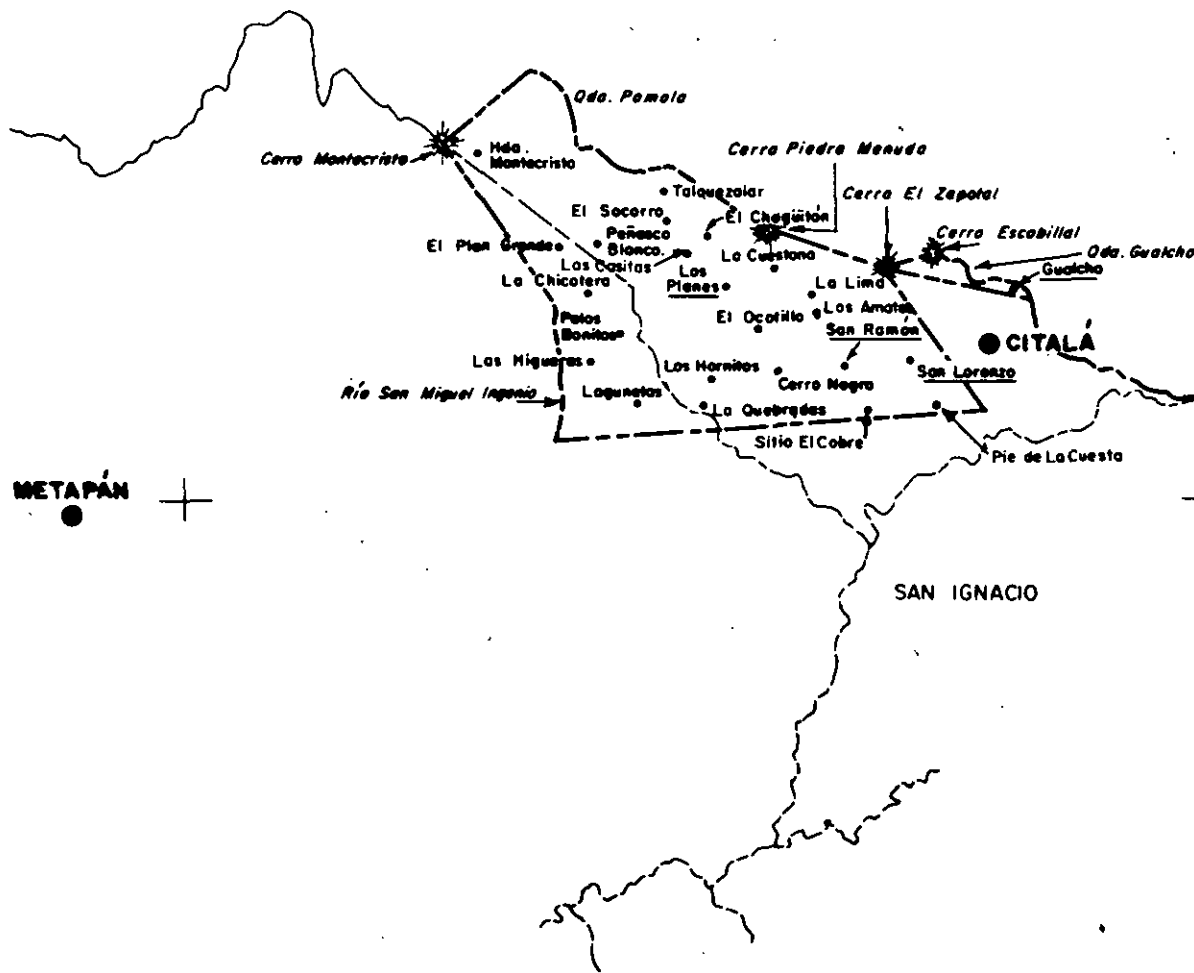 Qda. Pamola
Cerro Montecristo
Hda.
Montecristo
Cerro Piedra Menuda
Talquezalar
Cerro El Zapotal
El Socorro
El Chagüitón
Cerro Escobillal
El Plan Grande
Peñasco
Blanco.
La Cuestona
Qda. Gualcho
Las Casitas
Los
Planes
Gualcho
La Chicotera
La Lima
Los Amates
El Ocotillo
Palos
Bonitos
San Ramón
CITALÁ
Las Higueras
Los Hornitos
Cerro Negro
San Lorenzo
Río San Miguel Ingenio
Lagunetas
La Quebradas
Sitio El Cobre
Pie de La Cuesta
METAPÁN
SAN IGNACIO